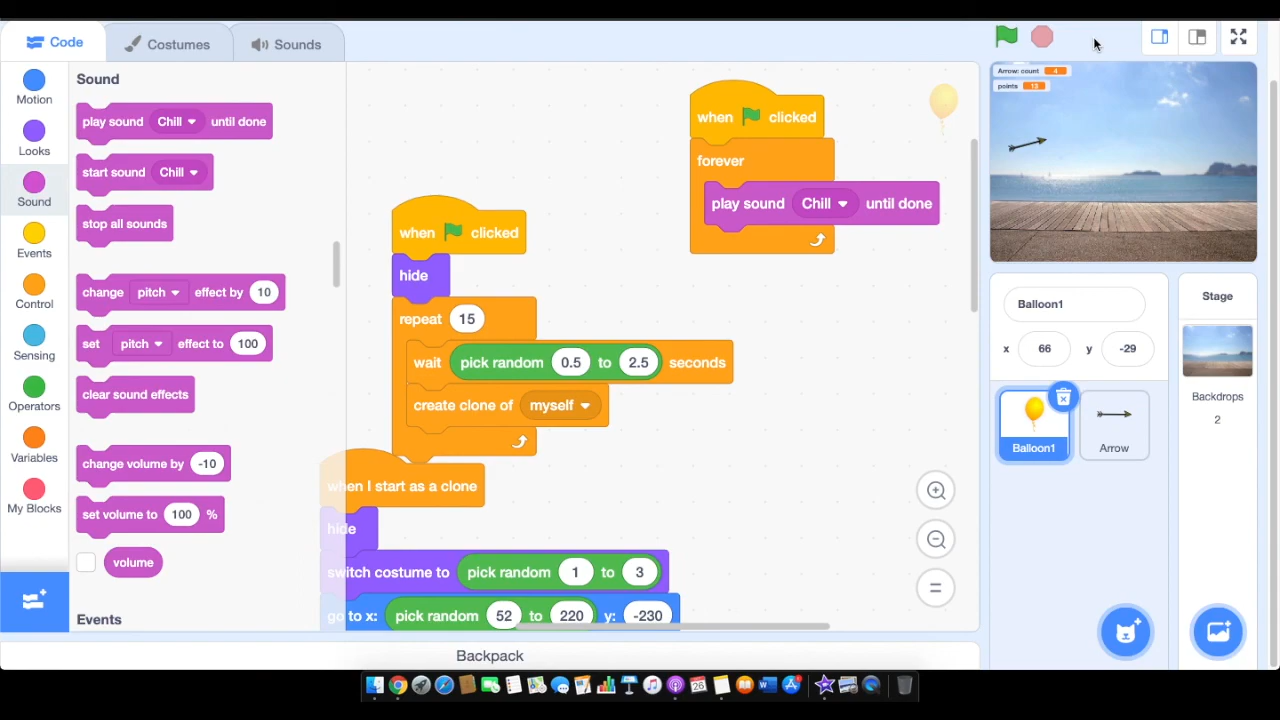 Code
Costumes
Sounds
Motion
Looks
Sound
Events
Control
Sensing
Operators
Variables
My Blocks
Sound
play sound Chill until done
start sound Chill
stop all sounds
change pitch effect by 10
set pitch effect to 100
clear sound effects
change volume by -10
set volume to 100 %
volume
Events
when clicked
hide
repeat 15
wait pick random 0.5 to 2.5 seconds
create clone of myself
when I start as a clone
hide
switch costume to pick random 1 to 3
go to x: pick random 52 to 220 y: -230
when clicked
forever
play sound Chill until done
Backpack
Arrow: count 4
points 13
Balloon1
x 66 y -29
Balloon1
Arrow
Stage
Backdrops
2
26